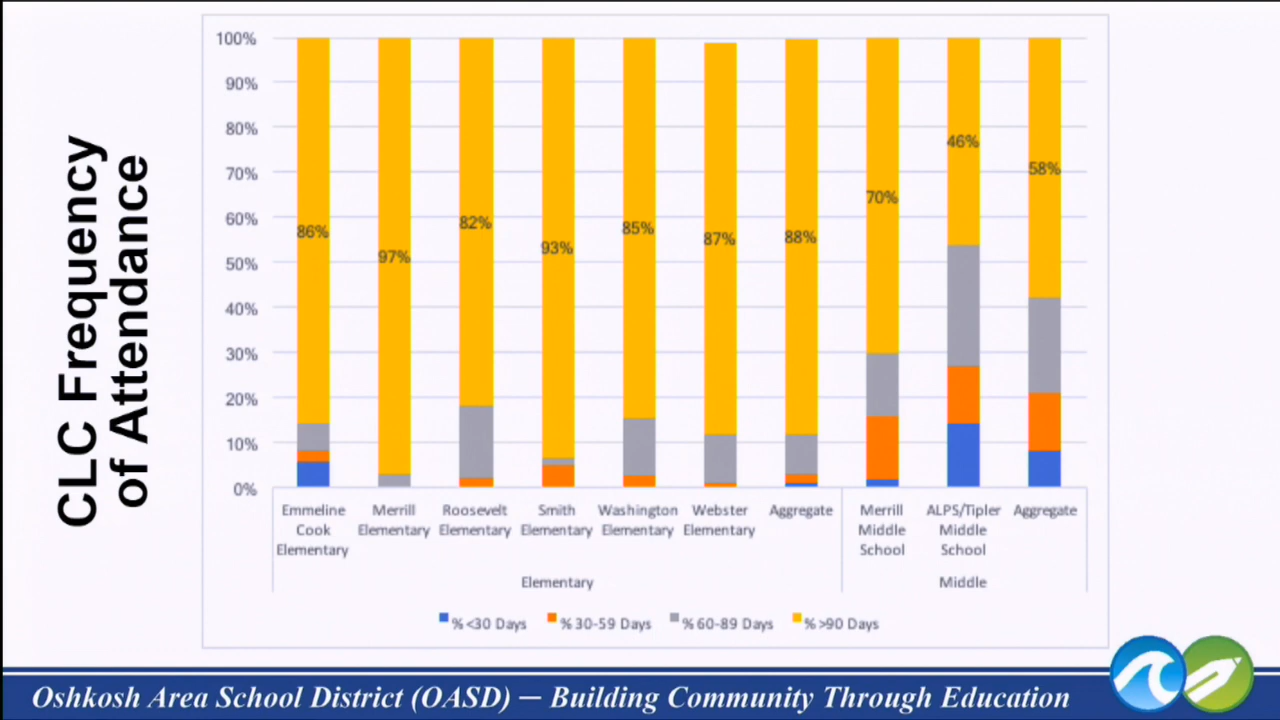 CLC Frequency
of Attendance
100%
90%
80%
70%
60%
50%
40%
30%
20%
10%
0%
86%
97%
82%
93%
85%
87%
88%
70%
46%
58%
Emmeline
Cook
Elementary
Merrill
Elementary
Roosevelt
Elementary
Smith
Elementary
Washington
Elementary
Webster
Elementary
Aggregate
Merrill
Middle
School
ALPS/Tipler
Middle
School
Aggregate
Elementary
Middle
% <30 Days
% 30-59 Days
% 60-89 Days
% >90 Days
Oshkosh Area School District (OASD) — Building Community Through Education